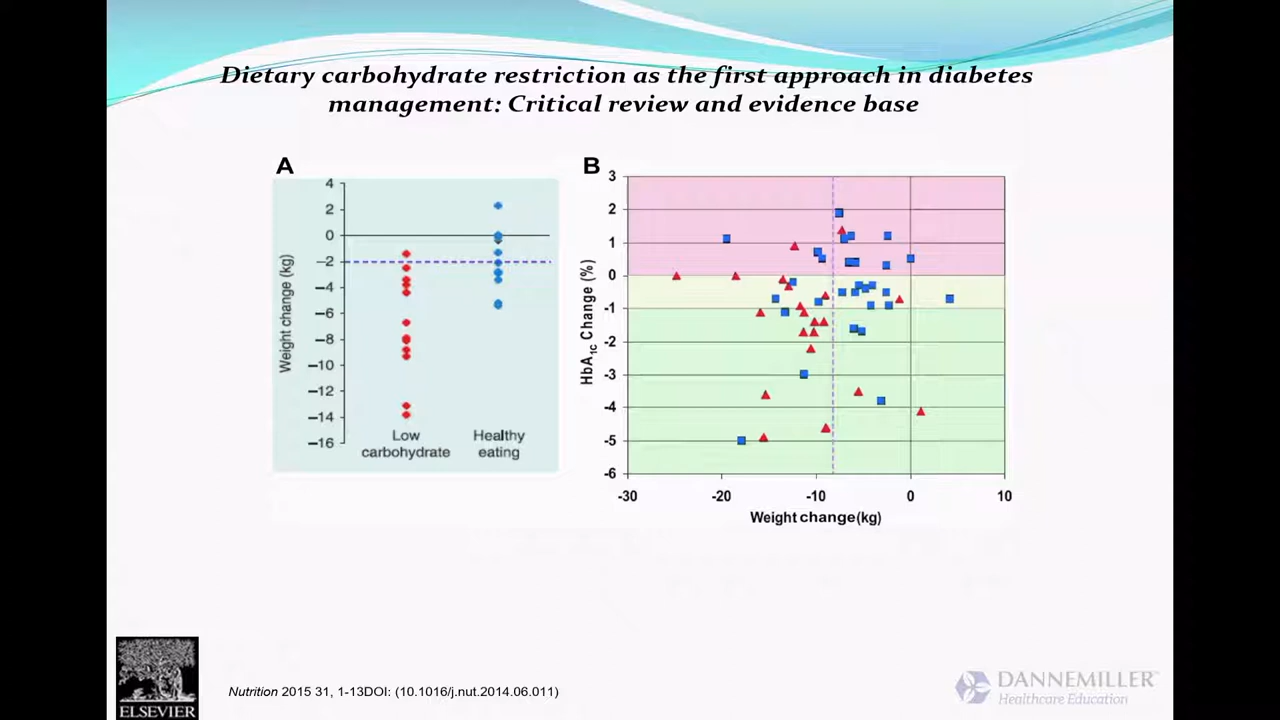 Dietary carbohydrate restriction as the first approach in diabetes
management: Critical review and evidence base
A
4
2
0
−2
−4
−6
−8
−10
−12
−14
−16
Weight change (kg)
Low
carbohydrate
Healthy
eating
B
3
2
1
0
-1
-2
-3
-4
-5
-6
HbA1C Change (%)
-30 -20 -10 0 10
Weight change(kg)
ELSEVIER
Nutrition 2015 31, 1-13DOI: (10.1016/j.nut.2014.06.011)
DANNEMILLER
Healthcare Education